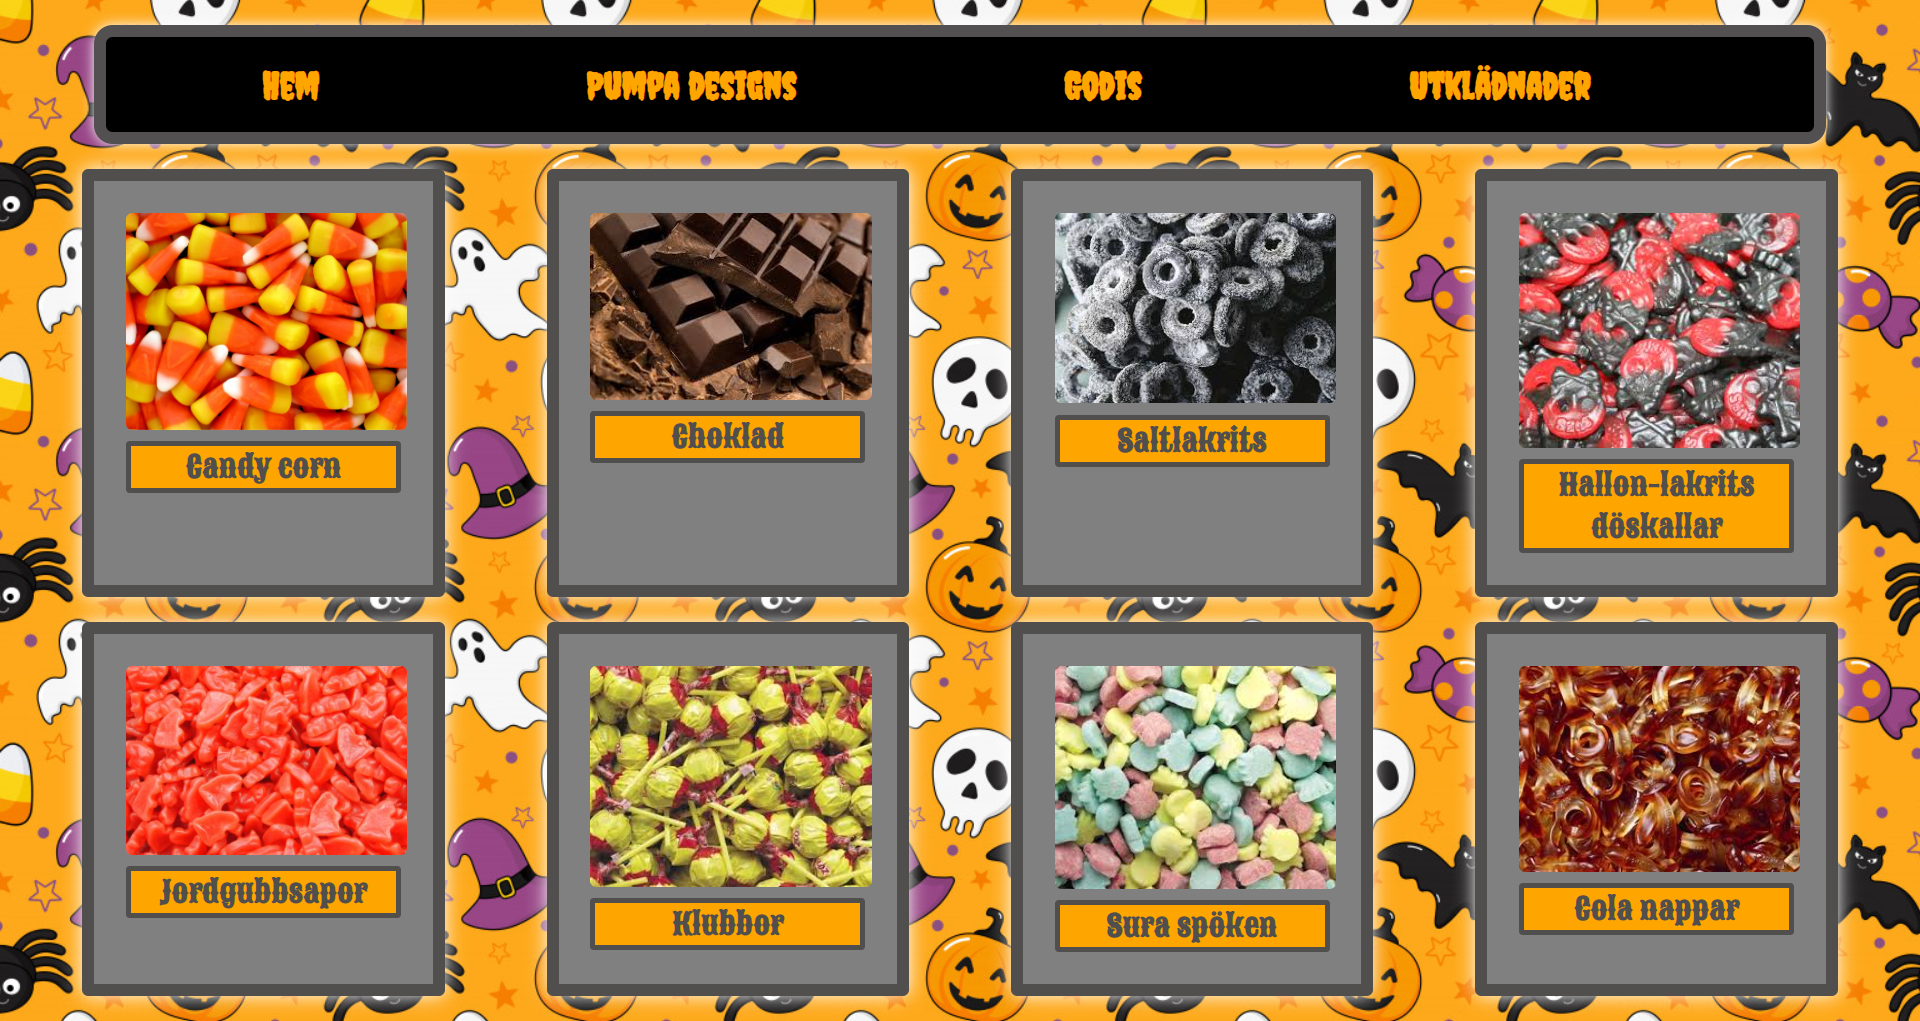 HEM
PUMPA DESIGNS
GODIS
UTKLÄDNADER
Candy corn
Choklad
Saltlakrits
Hallon-lakrits
döskallar
Jordgubbsapor
Klubbor
Sura spöken
Cola nappar